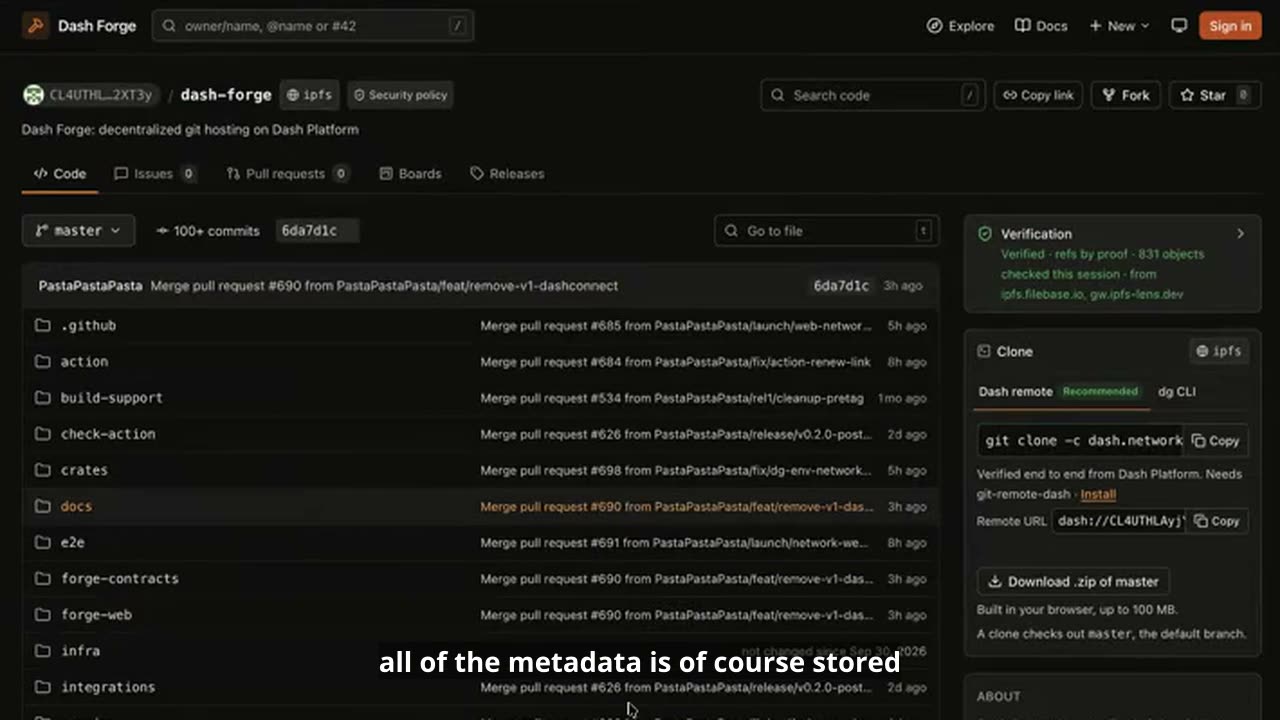 Dash Forge
owner/name, @name or #42
/
Explore
Docs
New
Sign in
CL4UTHL…2XT3y / dash-forge
ipfs
Security policy
Search code
/
Copy link
Fork
Star 0
Dash Forge: decentralized git hosting on Dash Platform
Code
Issues 0
Pull requests 0
Boards
Releases
master
100+ commits
6da7d1c
Go to file
t
PastaPastaPasta Merge pull request #690 from PastaPastaPasta/feat/remove-v1-dashconnect 6da7d1c 3h ago
.github Merge pull request #685 from PastaPastaPasta/launch/web-networ… 5h ago
action Merge pull request #684 from PastaPastaPasta/fix/action-renew-link 8h ago
build-support Merge pull request #534 from PastaPastaPasta/rel1/cleanup-pretag 1mo ago
check-action Merge pull request #626 from PastaPastaPasta/release/v0.2.0-post… 2d ago
crates Merge pull request #698 from PastaPastaPasta/fix/dg-env-network… 5h ago
docs Merge pull request #690 from PastaPastaPasta/feat/remove-v1-das… 3h ago
e2e Merge pull request #691 from PastaPastaPasta/launch/network-we… 8h ago
forge-contracts Merge pull request #690 from PastaPastaPasta/feat/remove-v1-das… 3h ago
forge-web Merge pull request #690 from PastaPastaPasta/feat/remove-v1-das… 3h ago
infra not changed since Sep 30, 2026
integrations Merge pull request #626 from PastaPastaPasta/release/v0.2.0-post… 2d ago
Verification
Verified · refs by proof · 831 objects
checked this session · from
ipfs.filebase.io, gw.ipfs-lens.dev
Clone
ipfs
Dash remote Recommended
dg CLI
git clone -c dash.network
Copy
Verified end to end from Dash Platform. Needs
git-remote-dash · Install
Remote URL dash://CL4UTHLAyj
Copy
Download .zip of master
Built in your browser, up to 100 MB.
A clone checks out master, the default branch.
ABOUT
all of the metadata is of course stored